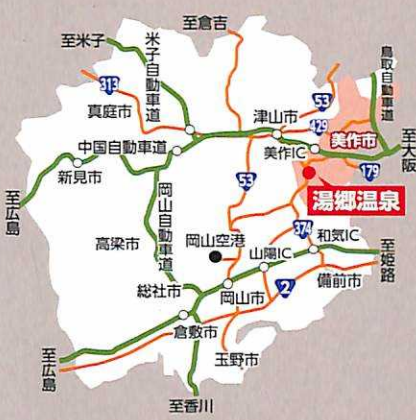 至倉吉
至米子
米子自動車道
鳥取自動車道
313
53
真庭市
津山市
429
美作市
美作IC
至大阪
中国自動車道
179
新見市
53
湯郷温泉
至広島
岡山自動車道
374
和気IC
高梁市
岡山空港
山陽IC
至姫路
総社市
岡山市
2
備前市
倉敷市
至広島
玉野市
至香川